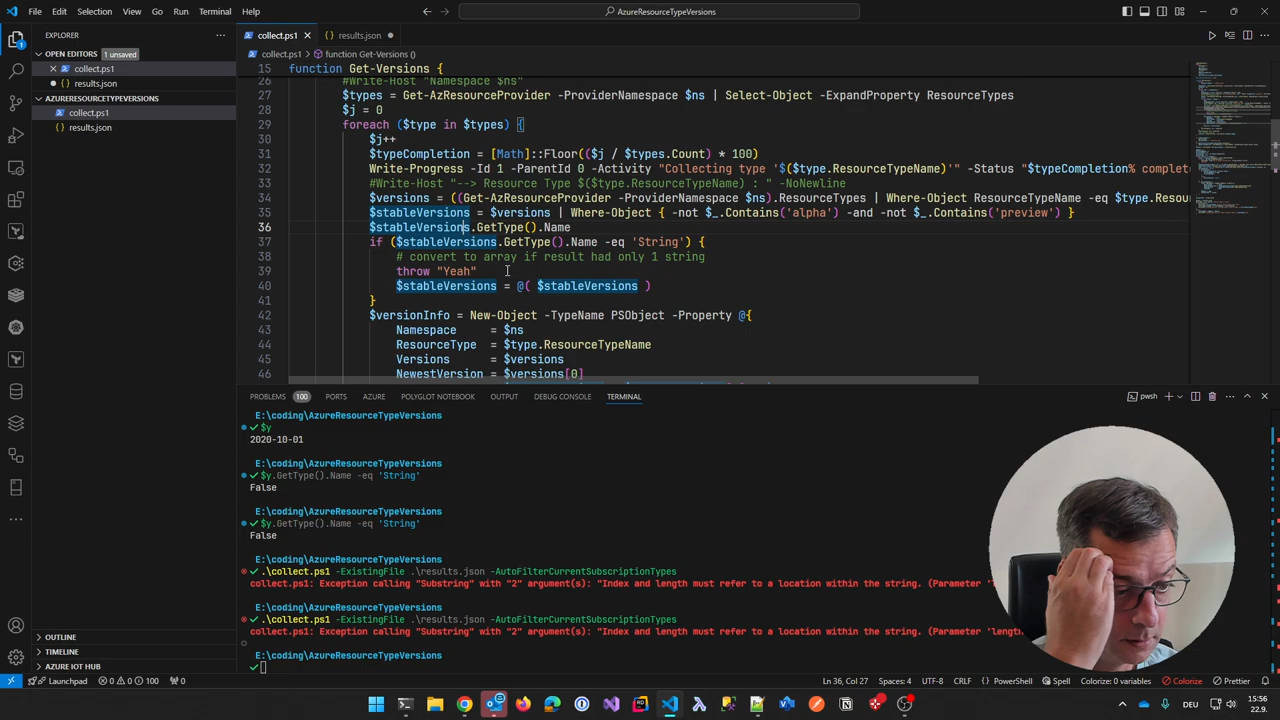 File Edit Selection View Go Run Terminal Help
AzureResourceTypeVersions
EXPLORER
OPEN EDITORS 1 unsaved
collect.ps1
results.json
AZURERESOURCETYPEVERSIONS
collect.ps1
results.json
OUTLINE
TIMELINE
AZURE IOT HUB
collect.ps1
results.json
collect.ps1 > function Get-Versions ()
15 function Get-Versions {
26 #Write-Host "Namespace $ns"
27 $types = Get-AzResourceProvider -ProviderNamespace $ns | Select-Object -ExpandProperty ResourceTypes
28 $j = 0
29 foreach ($type in $types) {
30 $j++
31 $typeCompletion = [Math]::Floor(($j / $types.Count) * 100)
32 Write-Progress -Id 1 -ParentId 0 -Activity "Collecting type '$($type.ResourceTypeName)'" -Status "$typeCompletion% complet
33 #Write-Host "--> Resource Type $($type.ResourceTypeName) : " -NoNewLine
34 $versions = ((Get-AzResourceProvider -ProviderNamespace $ns).ResourceTypes | Where-Object ResourceTypeName -eq $type.Resou
35 $stableVersions = $versions | Where-Object { -not $_.Contains('alpha') -and -not $_.Contains('preview') }
36 $stableVersions.GetType().Name
37 if ($stableVersions.GetType().Name -eq 'String') {
38 # convert to array if result had only 1 string
39 throw "Yeah"
40 $stableVersions = @( $stableVersions )
41 }
42 $versionInfo = New-Object -TypeName PSObject -Property @{
43 Namespace = $ns
44 ResourceType = $type.ResourceTypeName
45 Versions = $versions
46 NewestVersion = $versions[0]
PROBLEMS 100 PORTS AZURE POLYGLOT NOTEBOOK OUTPUT DEBUG CONSOLE TERMINAL
pwsh
E:\coding\AzureResourceTypeVersions
$y
2020-10-01
E:\coding\AzureResourceTypeVersions
$y.GetType().Name -eq 'String'
False
E:\coding\AzureResourceTypeVersions
$y.GetType().Name -eq 'String'
False
E:\coding\AzureResourceTypeVersions
.\collect.ps1 -ExistingFile .\results.json -AutoFilterCurrentSubscriptionTypes
collect.ps1: Exception calling "Substring" with "2" argument(s): "Index and length must refer to a location within the string. (Parameter '
E:\coding\AzureResourceTypeVersions
.\collect.ps1 -ExistingFile .\results.json -AutoFilterCurrentSubscriptionTypes
collect.ps1: Exception calling "Substring" with "2" argument(s): "Index and length must refer to a location within the string. (Parameter 'length
E:\coding\AzureResourceTypeVersions
Launchpad 0 0 100 0 Ln 36, Col 27 Spaces: 4 UTF-8 CRLF PowerShell Spell Colorize: 0 variables Colorize Prettier
DEU 15:56
22.9.